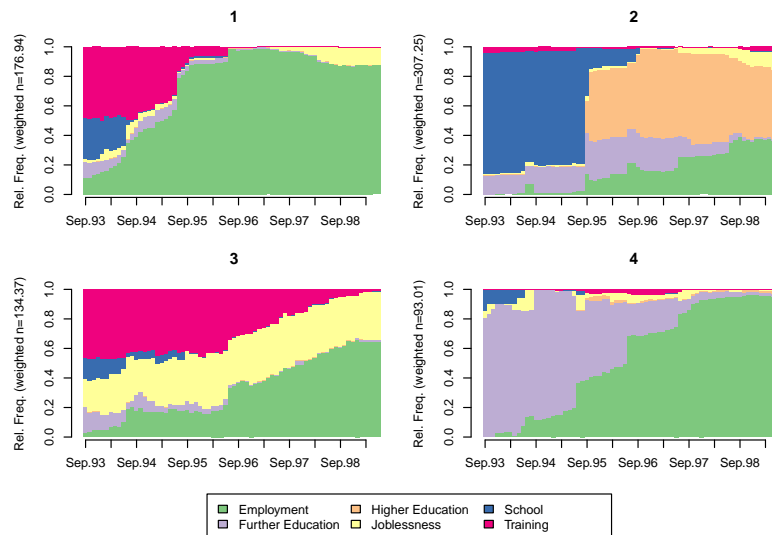 1
Rel. Freq. (weighted n=176.94)
0.0 0.2 0.4 0.6 0.8 1.0
Sep.93 Sep.94 Sep.95 Sep.96 Sep.97 Sep.98
2
Rel. Freq. (weighted n=307.25)
0.0 0.2 0.4 0.6 0.8 1.0
Sep.93 Sep.94 Sep.95 Sep.96 Sep.97 Sep.98
3
Rel. Freq. (weighted n=134.37)
0.0 0.2 0.4 0.6 0.8 1.0
Sep.93 Sep.94 Sep.95 Sep.96 Sep.97 Sep.98
4
Rel. Freq. (weighted n=93.01)
0.0 0.2 0.4 0.6 0.8 1.0
Sep.93 Sep.94 Sep.95 Sep.96 Sep.97 Sep.98
Employment Higher Education School
Further Education Joblessness Training